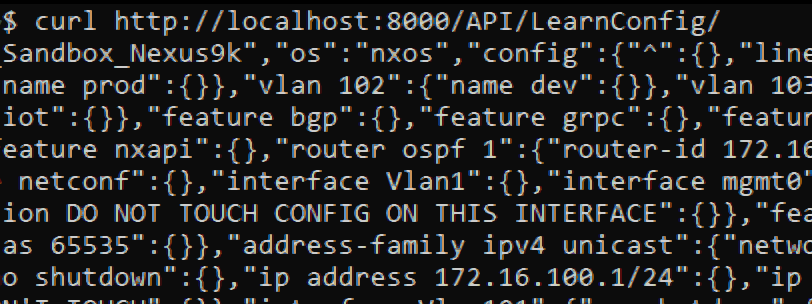 $ curl http://localhost:8000/API/LearnConfig/
_Sandbox_Nexus9k","os":"nxos","config":{"^":{},"line
name prod":{}},"vlan 102":{"name dev":{}},"vlan 103
iot":{}},"feature bgp":{},"feature grpc":{},"featur
eature nxapi":{},"router ospf 1":{"router-id 172.16
netconf":{},"interface Vlan1":{},"interface mgmt0"
ion DO NOT TOUCH CONFIG ON THIS INTERFACE":{}},"fea
as 65535":{}},"address-family ipv4 unicast":{"netwo
o shutdown":{},"ip address 172.16.100.1/24":{},"ip